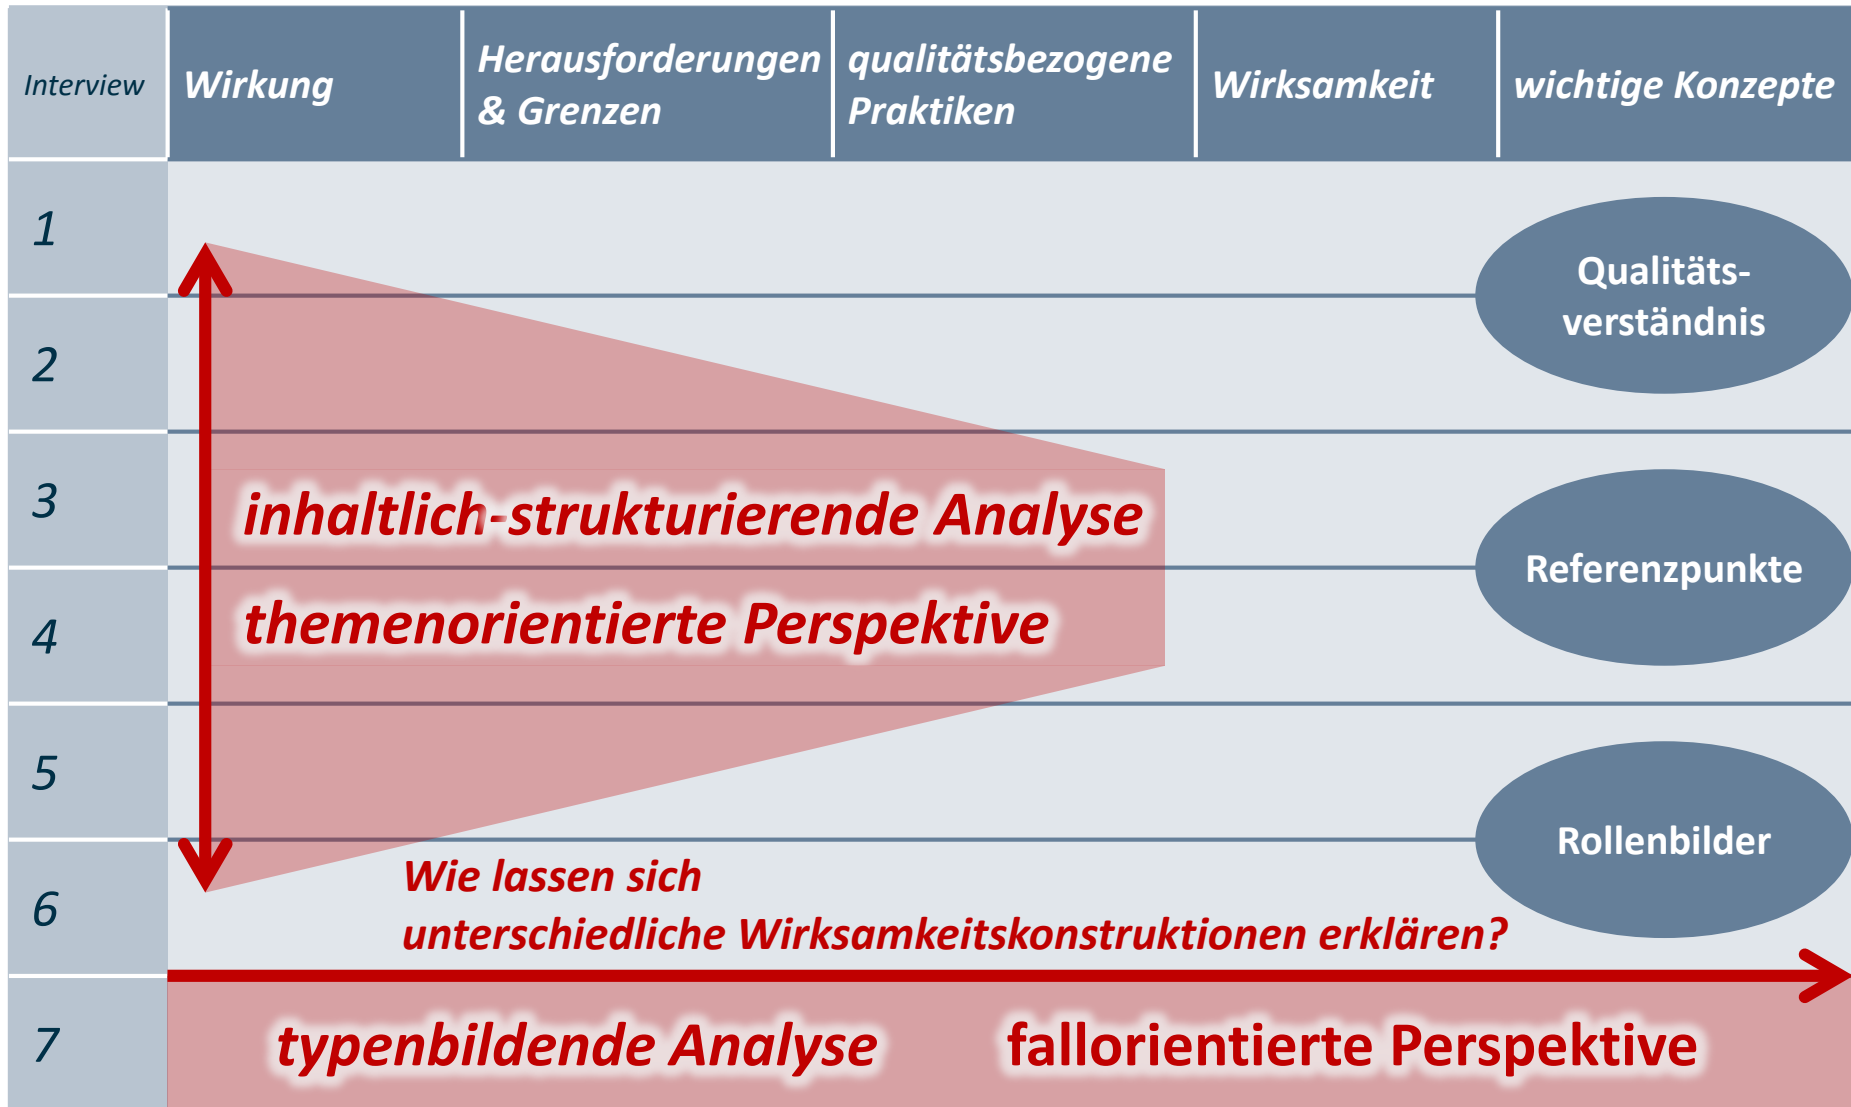 Interview
Wirkung
Herausforderungen
& Grenzen
qualitätsbezogene
Praktiken
Wirksamkeit
wichtige Konzepte
1
Qualitäts-
verständnis
2
3
inhaltlich-strukturierende Analyse
Referenzpunkte
4
themenorientierte Perspektive
5
Rollenbilder
6
Wie lassen sich
unterschiedliche Wirksamkeitskonstruktionen erklären?
7
typenbildende Analyse
fallorientierte Perspektive